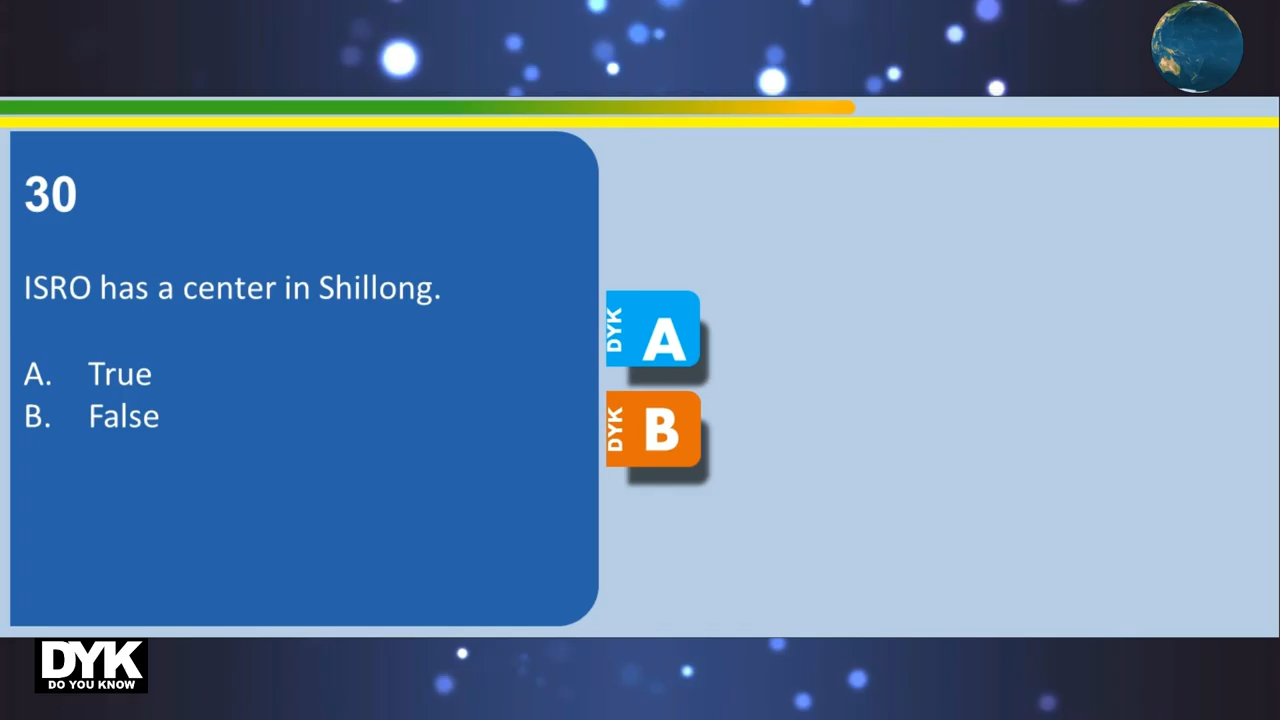 30
ISRO has a center in Shillong.
A. True
B. False
DYK A
DYK B
DYK
DO YOU KNOW